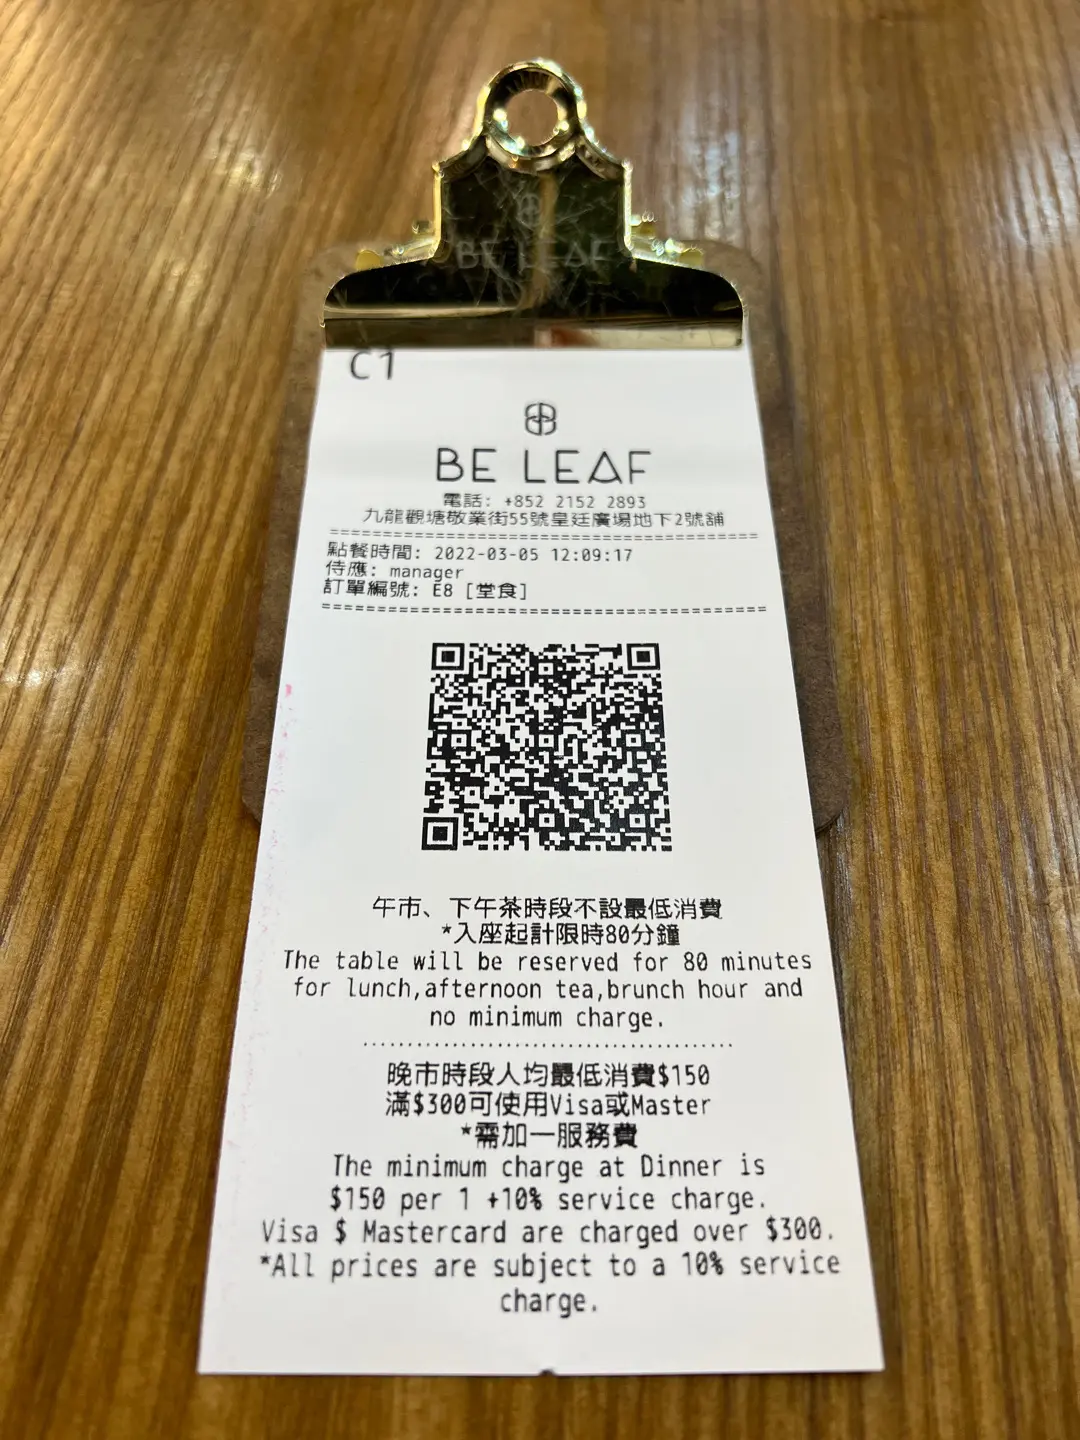 BE LEAF
C1
BE LEAF
電話: +852 2152 2893
九龍觀塘敬業街55號皇廷廣場地下2號舖
點餐時間: 2022-03-05 12:09:17
侍應: manager
訂單編號: E8 [堂食]
午市、下午茶時段不設最低消費
*入座起計限時80分鐘
The table will be reserved for 80 minutes
for lunch,afternoon tea,brunch hour and
no minimum charge.
晚市時段人均最低消費$150
滿$300可使用Visa或Master
*需加一服務費
The minimum charge at Dinner is
$150 per 1 +10% service charge.
Visa $ Mastercard are charged over $300.
*All prices are subject to a 10% service
charge.